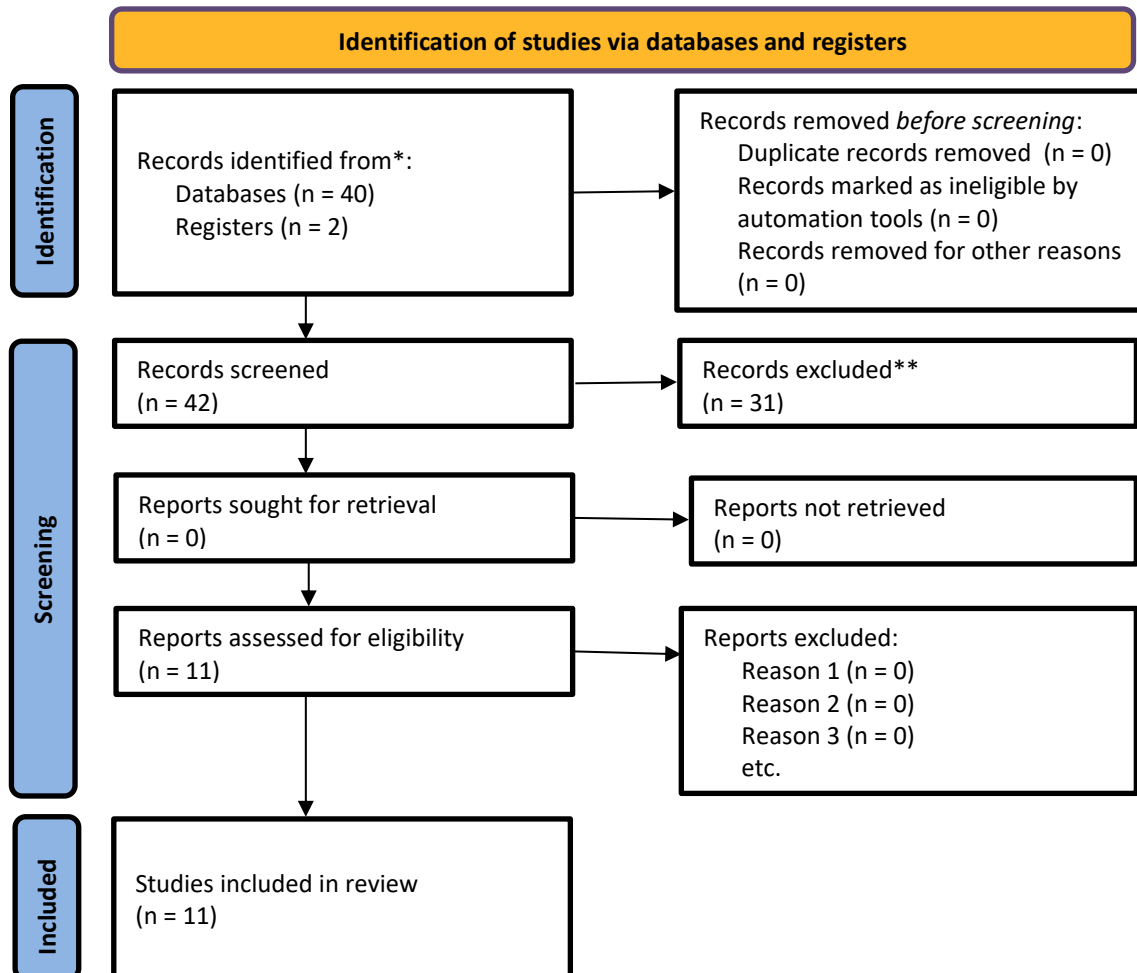 Identification of studies via databases and registers
Identification
Records identified from*:
Databases (n = 40)
Registers (n = 2)
Records removed before screening:
Duplicate records removed  (n = 0)
Records marked as ineligible by
automation tools (n = 0)
Records removed for other reasons
(n = 0)
Screening
Records screened
(n = 42)
Records excluded**
(n = 31)
Reports sought for retrieval
(n = 0)
Reports not retrieved
(n = 0)
Reports assessed for eligibility
(n = 11)
Reports excluded:
Reason 1 (n = 0)
Reason 2 (n = 0)
Reason 3 (n = 0)
etc.
Included
Studies included in review
(n = 11)